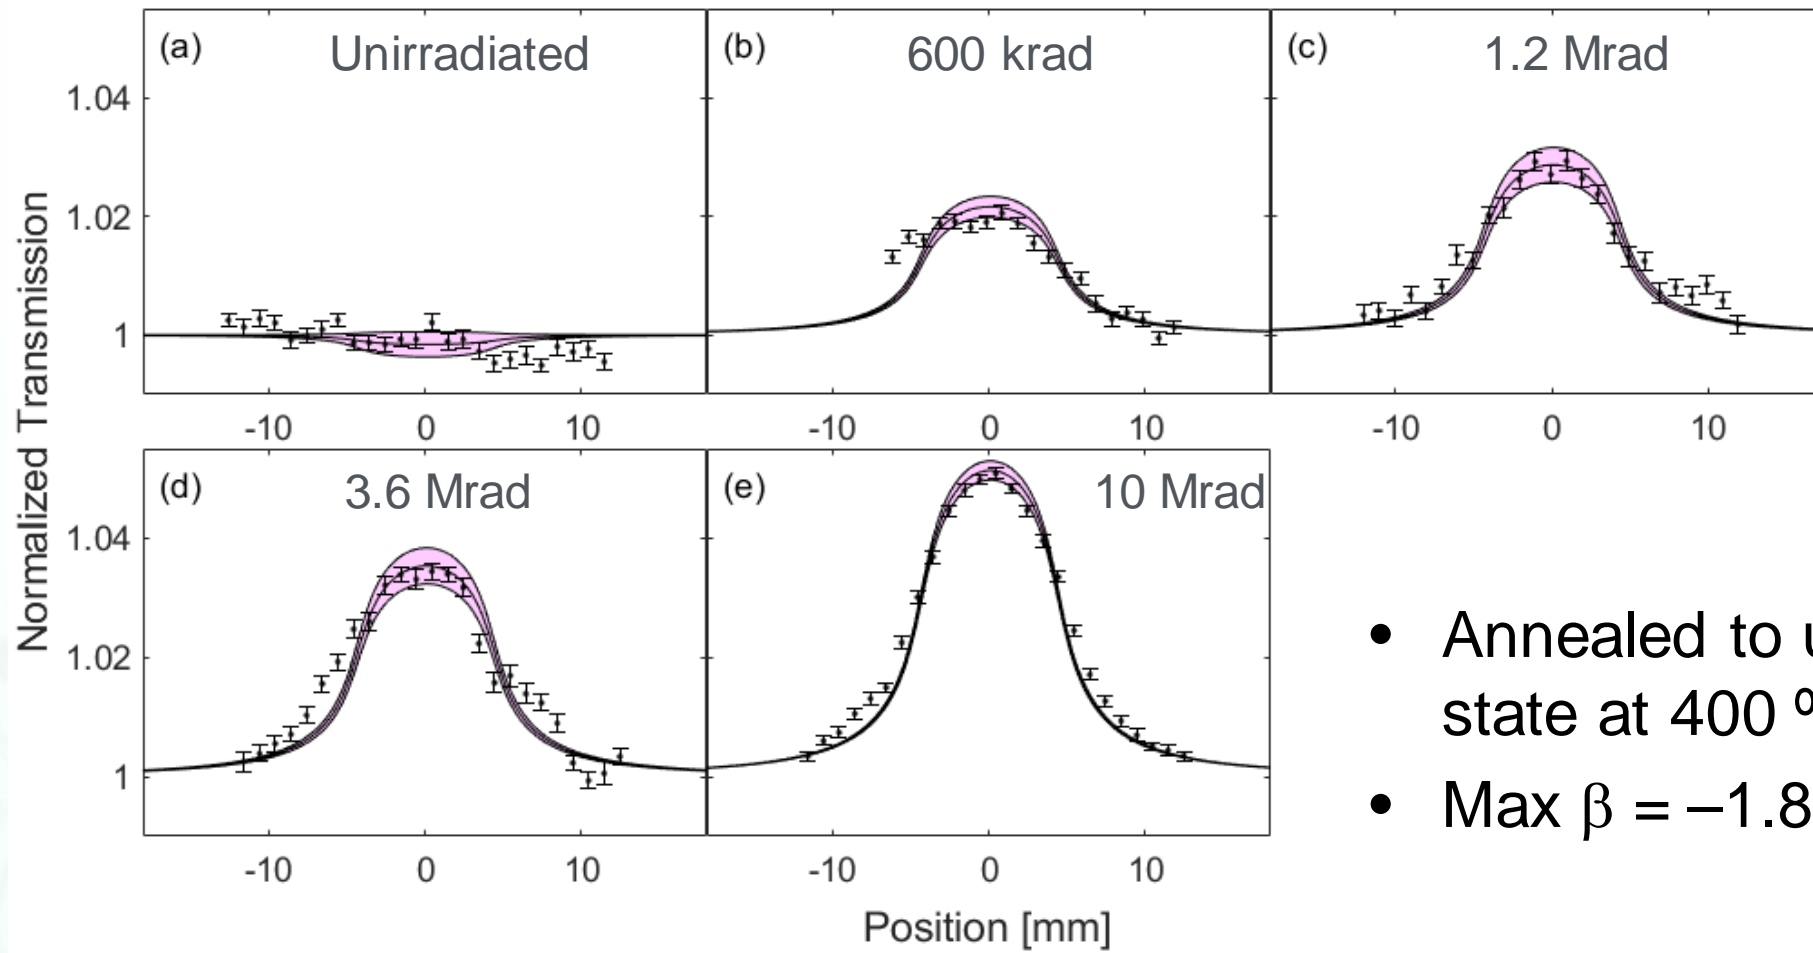 (a) Unirradiated
(b) 600 krad
(c) 1.2 Mrad
1.04
1.02
1
-10 0 10
-10 0 10
-10 0 10
Normalized Transmission
(d) 3.6 Mrad
(e) 10 Mrad
1.04
1.02
1
-10 0 10
-10 0 10
Position [mm]
• Annealed to
state at 400 º
• Max β = –1.8